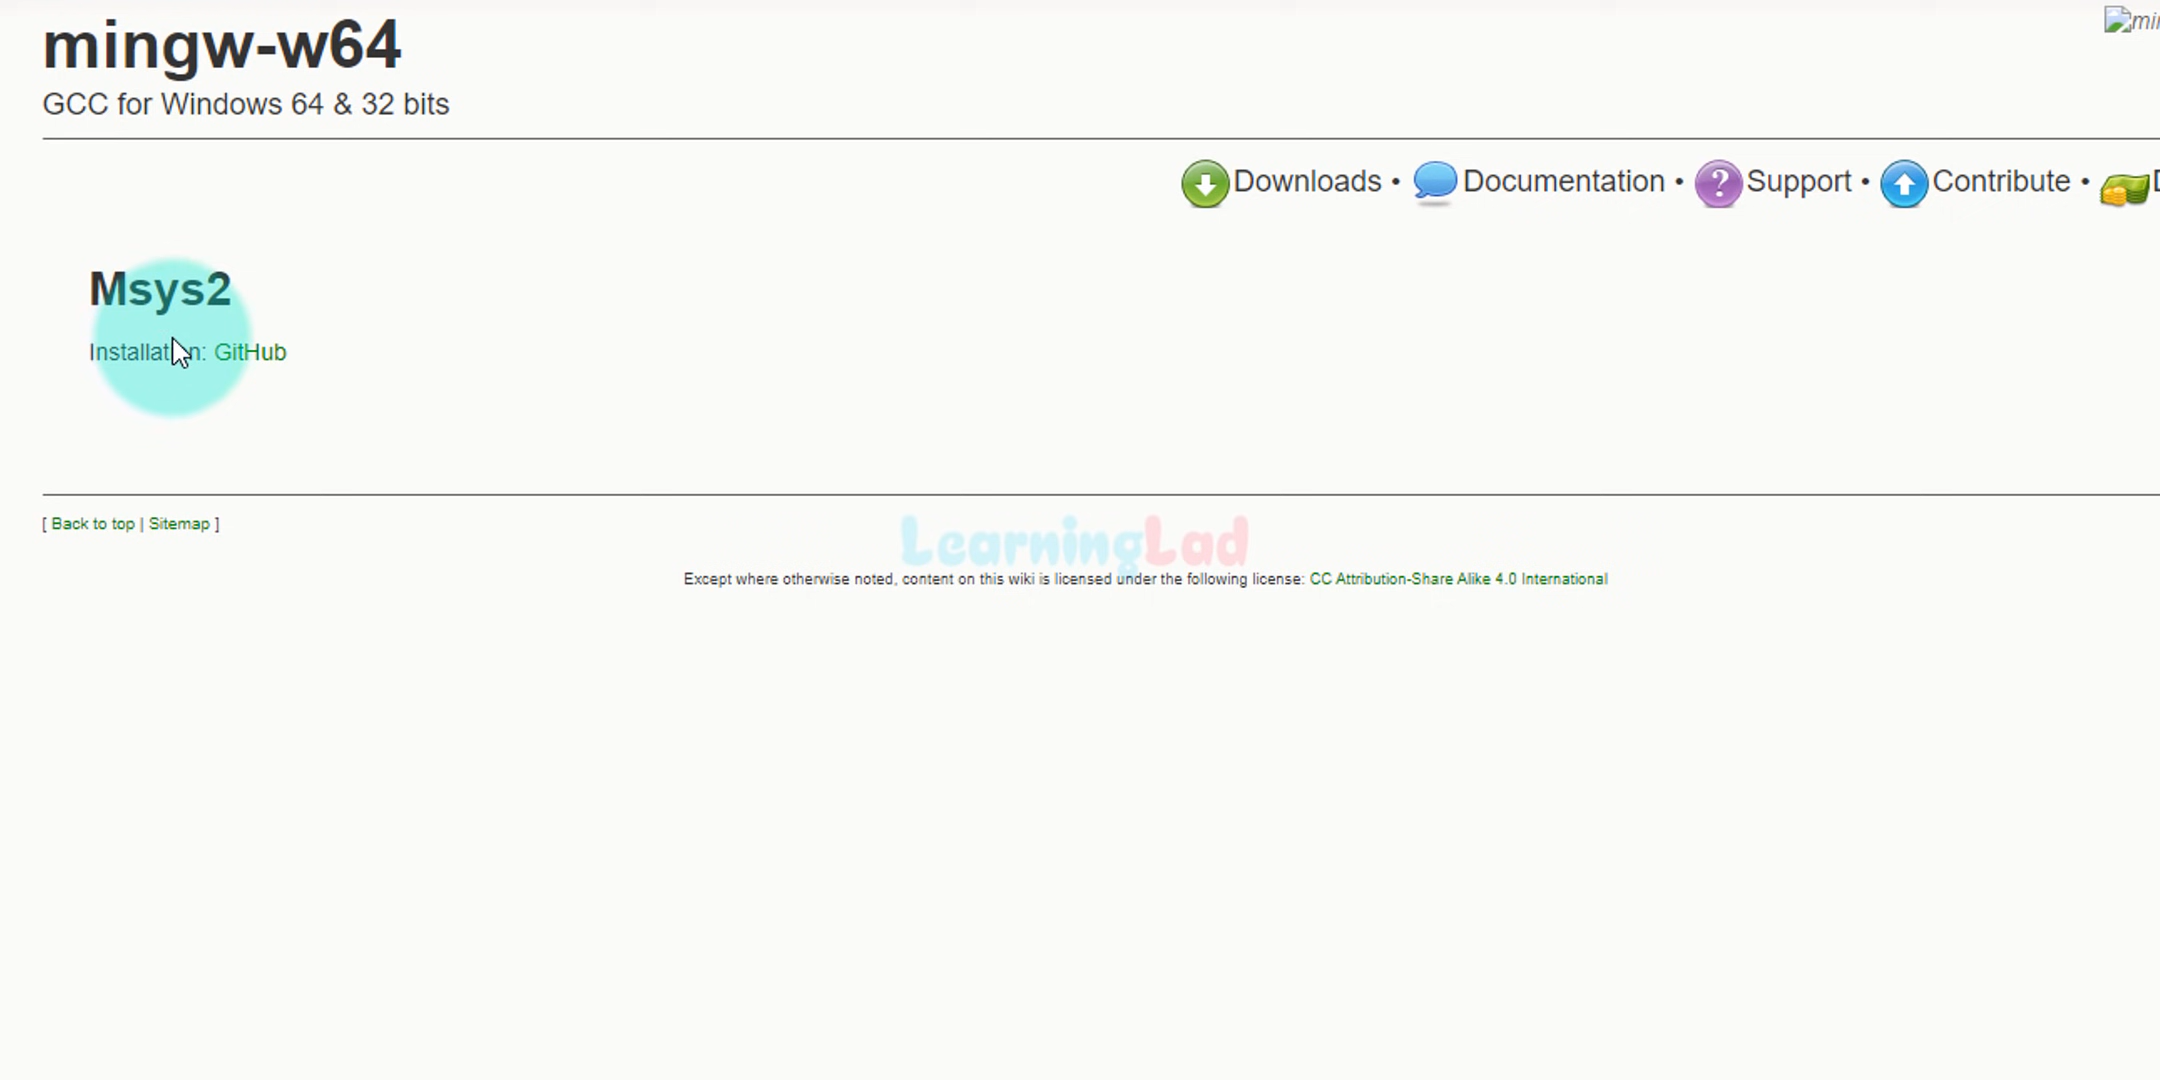 mingw-w64
GCC for Windows 64 & 32 bits
Downloads • Documentation • Support • Contribute •
Msys2
Installation: GitHub
[ Back to top | Sitemap ]
LearningLad
Except where otherwise noted, content on this wiki is licensed under the following license: CC Attribution-Share Alike 4.0 International